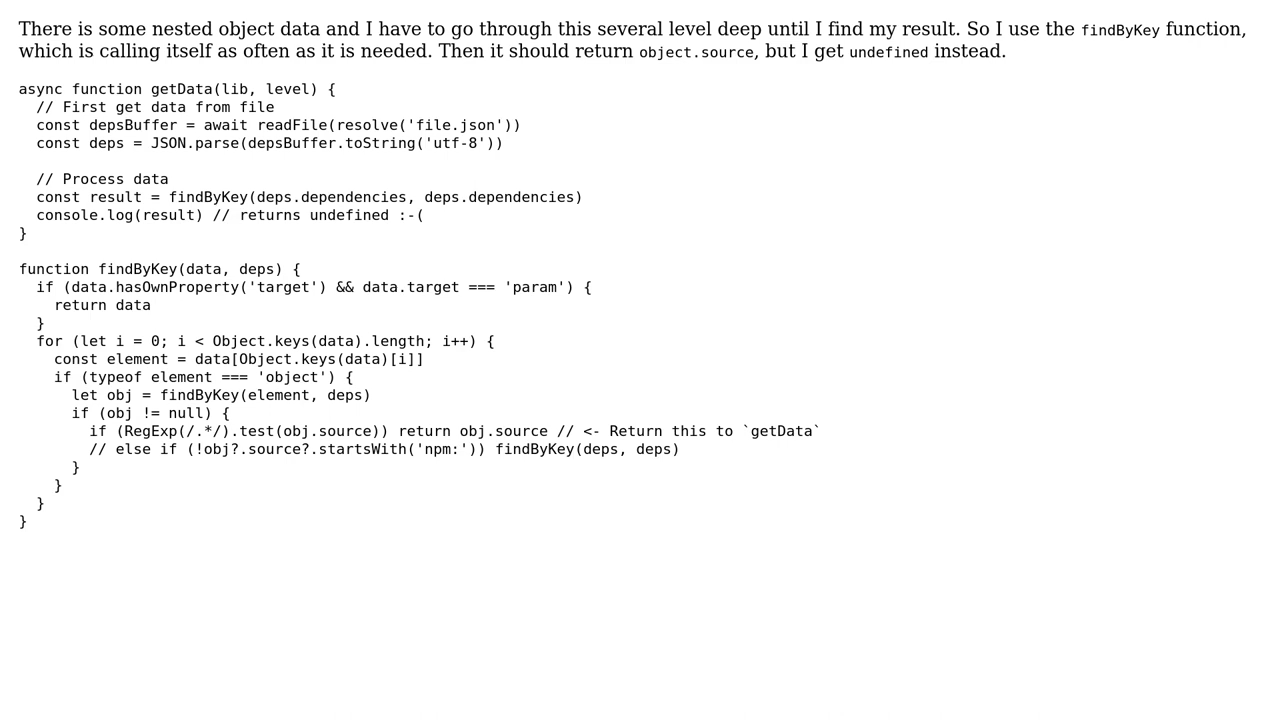 There is some nested object data and I have to go through this several level deep until I find my result. So I use the findByKey function,
which is calling itself as often as it is needed. Then it should return object.source, but I get undefined instead.
async function getData(lib, level) {
  // First get data from file
  const depsBuffer = await readFile(resolve('file.json'))
  const deps = JSON.parse(depsBuffer.toString('utf-8'))

  // Process data
  const result = findByKey(deps.dependencies, deps.dependencies)
  console.log(result) // returns undefined :-(
}

function findByKey(data, deps) {
  if (data.hasOwnProperty('target') && data.target === 'param') {
    return data
  }
  for (let i = 0; i < Object.keys(data).length; i++) {
    const element = data[Object.keys(data)[i]]
    if (typeof element === 'object') {
      let obj = findByKey(element, deps)
      if (obj != null) {
        if (RegExp(/.*/).test(obj.source)) return obj.source // <- Return this to `getData`
        // else if (!obj?.source?.startsWith('npm:')) findByKey(deps, deps)
      }
    }
  }
}